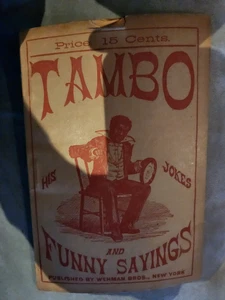 Price 15 Cents.
TAMBO
HIS JOKES
AND
FUNNY SAYINGS
PUBLISHED BY WEHMAN BROS., NEW YORK